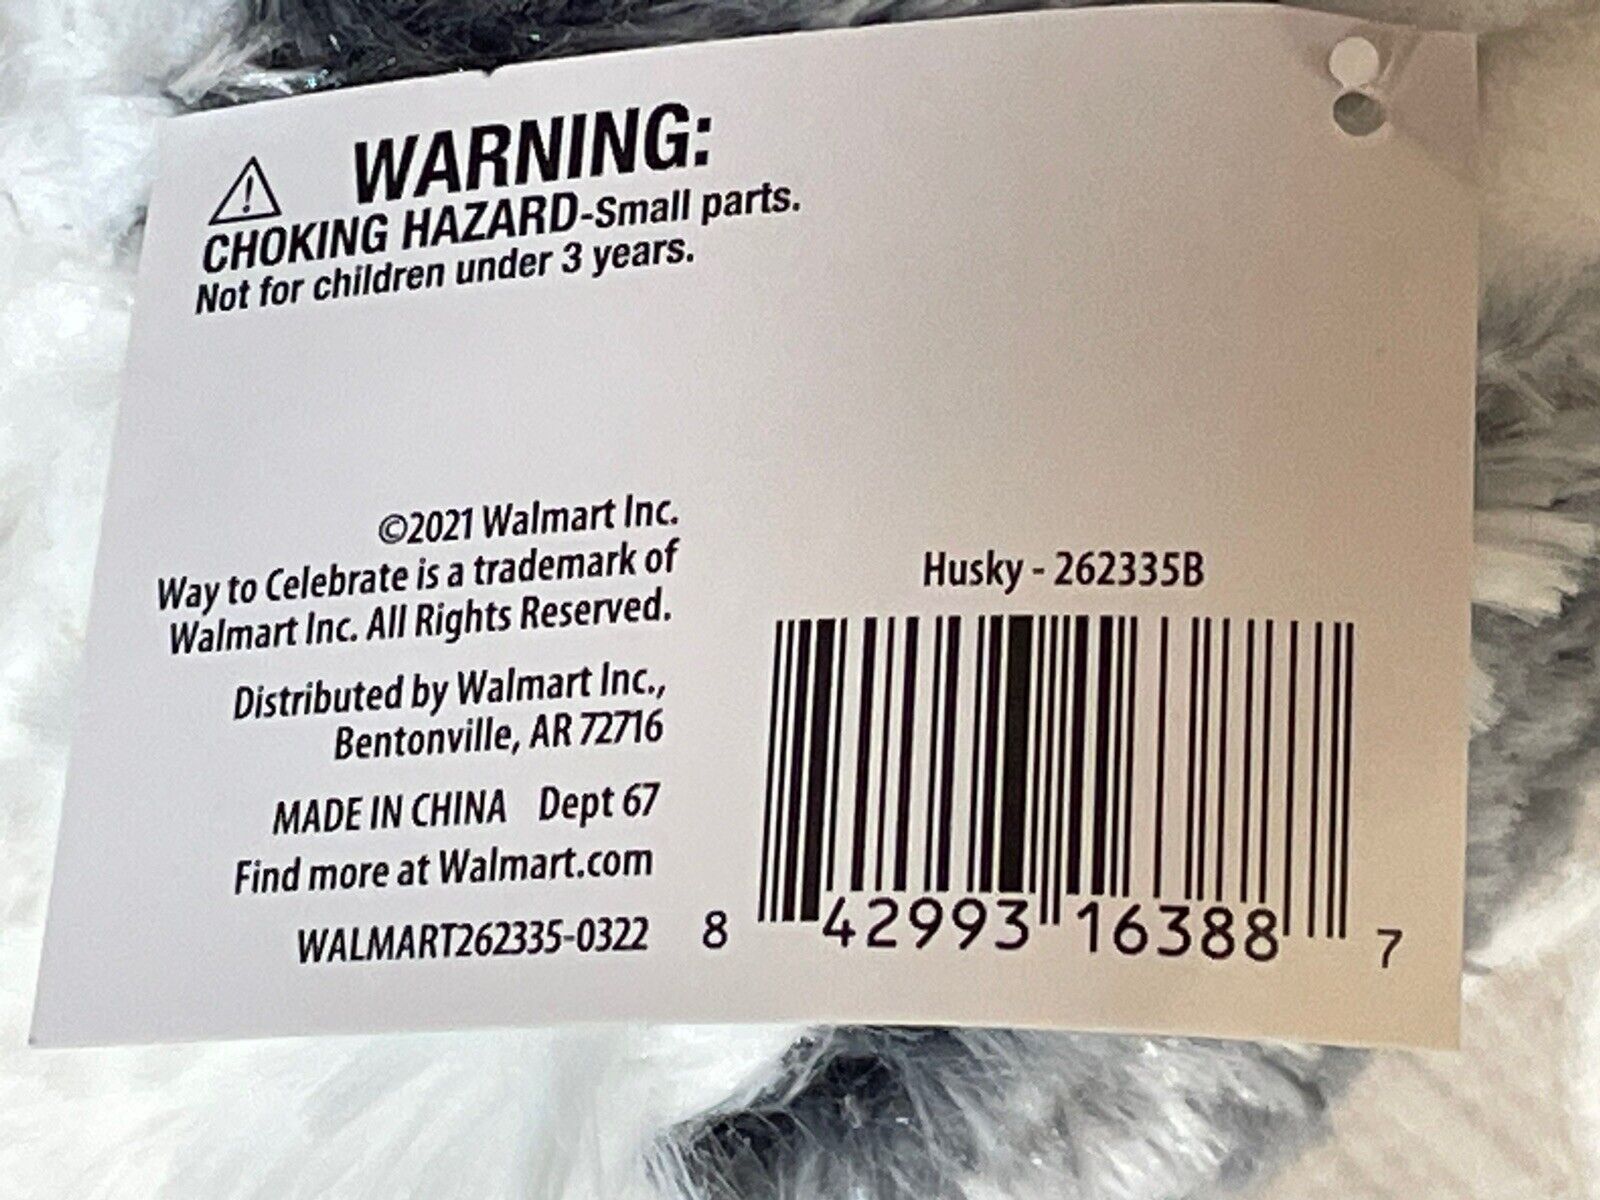 WARNING:
CHOKING HAZARD-Small parts.
Not for children under 3 years.
©2021 Walmart Inc.
Way to Celebrate is a trademark of
Walmart Inc. All Rights Reserved.
Distributed by Walmart Inc.,
Bentonville, AR 72716
MADE IN CHINA Dept 67
Find more at Walmart.com
WALMART262335-0322
Husky - 262335B
8 42993 16388 7